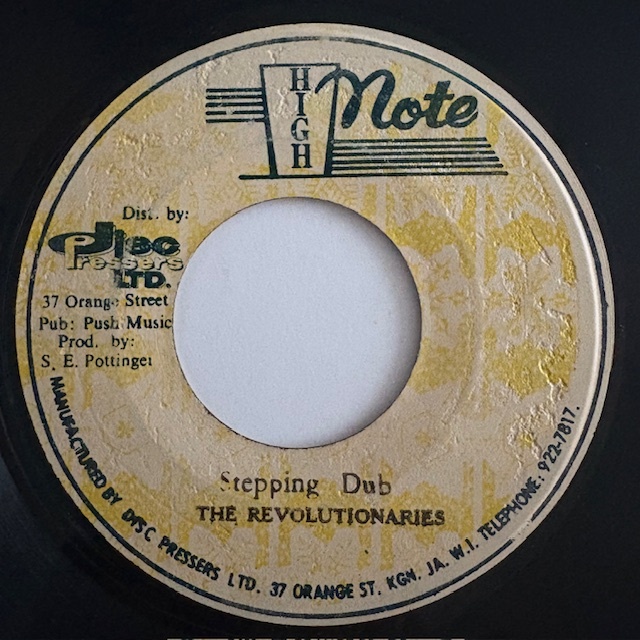 HIGH Note
Dist. by:
Disc
Pressers
LTD.
37 Orange Street
Pub: Push Music
Prod. by:
S. E. Pottinger
Stepping Dub
THE REVOLUTIONARIES
MANUFACTURED BY DISC PRESSERS LTD. 37 ORANGE ST. KGN. JA. W.I. TELEPHONE: 922-7817.